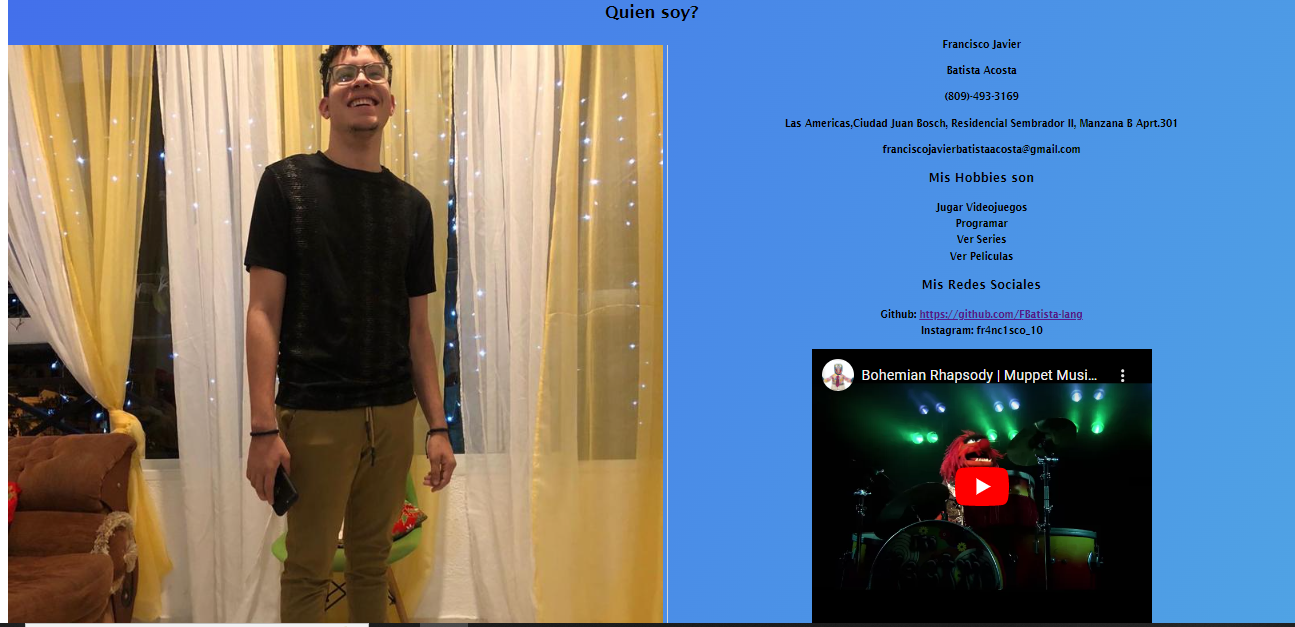 Quien soy?
Francisco Javier
Batista Acosta
(809)-493-3169
Las Americas,Ciudad Juan Bosch, Residencial Sembrador II, Manzana B Aprt.301
franciscojavierbatistaacosta@gmail.com
Mis Hobbies son
Jugar Videojuegos
Programar
Ver Series
Ver Peliculas
Mis Redes Sociales
Github: https://github.com/FBatista-lang
Instagram: fr4nc1sco_10
Bohemian Rhapsody | Muppet Musi...